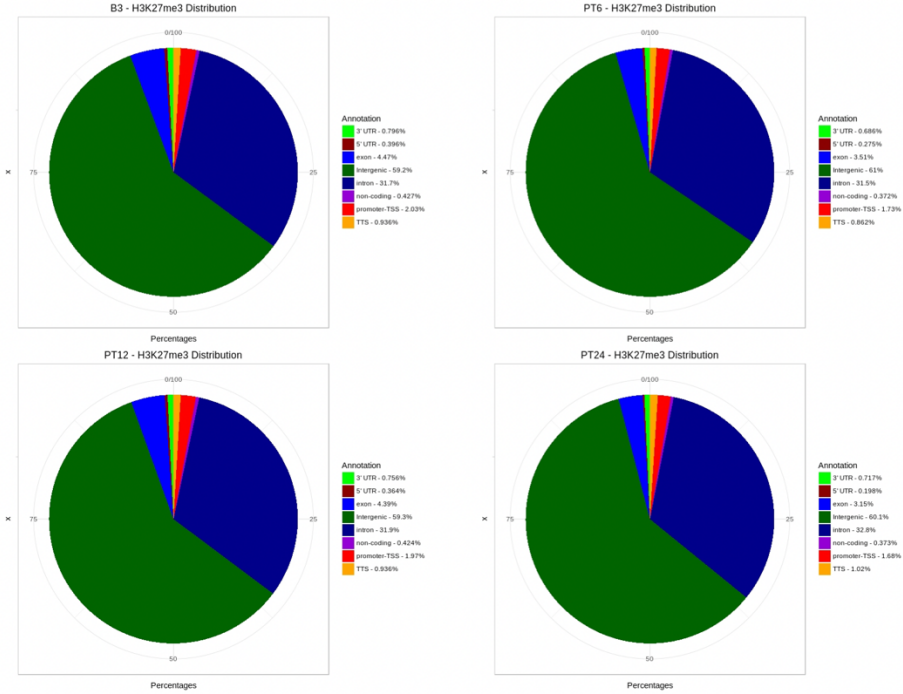 B3 - H3K27me3 Distribution
0/100
75
25
50
x
Percentages
Annotation
3' UTR - 0.796%
5' UTR - 0.396%
exon - 4.47%
Intergenic - 59.2%
intron - 31.7%
non-coding - 0.427%
promoter-TSS - 2.03%
TTS - 0.936%
PT6 - H3K27me3 Distribution
0/100
75
25
50
x
Percentages
Annotation
3' UTR - 0.686%
5' UTR - 0.275%
exon - 3.51%
Intergenic - 61%
intron - 31.5%
non-coding - 0.372%
promoter-TSS - 1.73%
TTS - 0.862%
PT12 - H3K27me3 Distribution
0/100
75
25
50
x
Percentages
Annotation
3' UTR - 0.756%
5' UTR - 0.364%
exon - 4.39%
Intergenic - 59.3%
intron - 31.9%
non-coding - 0.424%
promoter-TSS - 1.97%
TTS - 0.936%
PT24 - H3K27me3 Distribution
0/100
75
25
50
x
Percentages
Annotation
3' UTR - 0.717%
5' UTR - 0.198%
exon - 3.15%
Intergenic - 60.1%
intron - 32.8%
non-coding - 0.373%
promoter-TSS - 1.68%
TTS - 1.02%